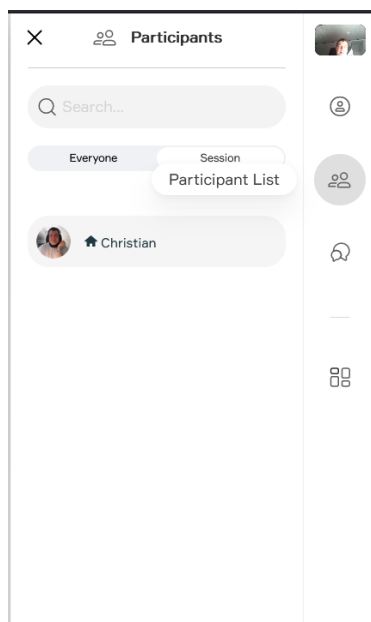 Participants
Search...
Everyone Session
Participant List
Christian